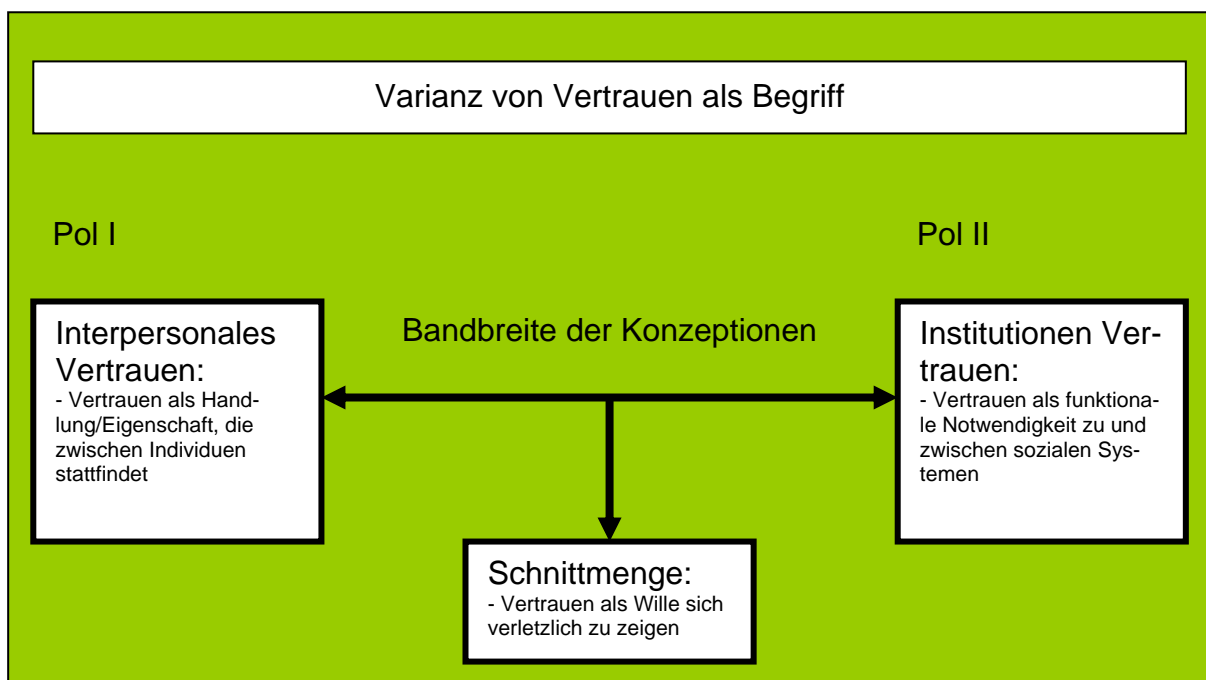 Varianz von Vertrauen als Begriff
Pol I
Pol II
Interpersonales
Vertrauen:
- Vertrauen als Hand-
lung/Eigenschaft, die
zwischen Individuen
stattfindet
Bandbreite der Konzeptionen
Institutionen Ver-
trauen:
- Vertrauen als funktiona-
le Notwendigkeit zu und
zwischen sozialen Sys-
temen
Schnittmenge:
- Vertrauen als Wille sich
verletzlich zu zeigen